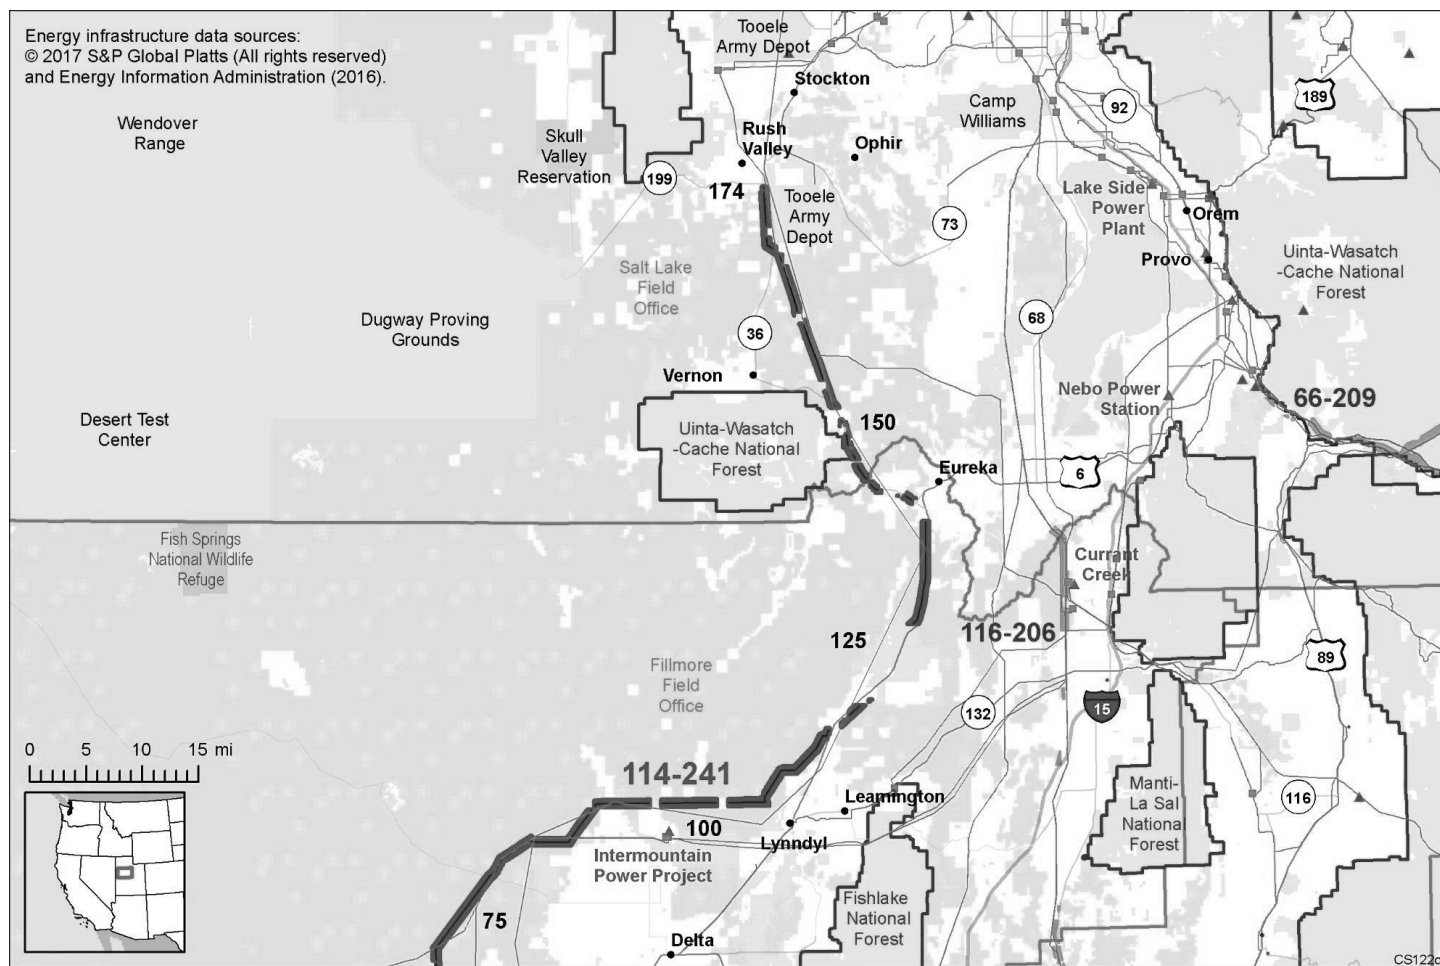 Energy infrastructure data sources:
© 2017 S&P Global Platts (All rights reserved)
and Energy Information Administration (2016).
Tooele
Army Depot
Stockton
Wendover
Range
Skull
Valley
Reservation
Rush
Valley
Ophir
Camp
Williams
92
189
199
174
Tooele
Army
Depot
73
Lake Side
Power
Plant
Orem
Provo
Uinta-Wasatch
-Cache National
Forest
Salt Lake
Field
Office
Dugway Proving
Grounds
36
68
Vernon
Nebo Power
Station
66-209
Desert Test
Center
Uinta-Wasatch
-Cache National
Forest
150
Eureka
6
Fish Springs
National Wildlife
Refuge
Currant
Creek
125
116-206
89
Fillmore
Field
Office
132
15
0 5 10 15 mi
114-241
Leamington
100
Lynndyl
Manti-
La Sal
National
Forest
116
Intermountain
Power Project
75
Fishlake
National
Forest
Delta